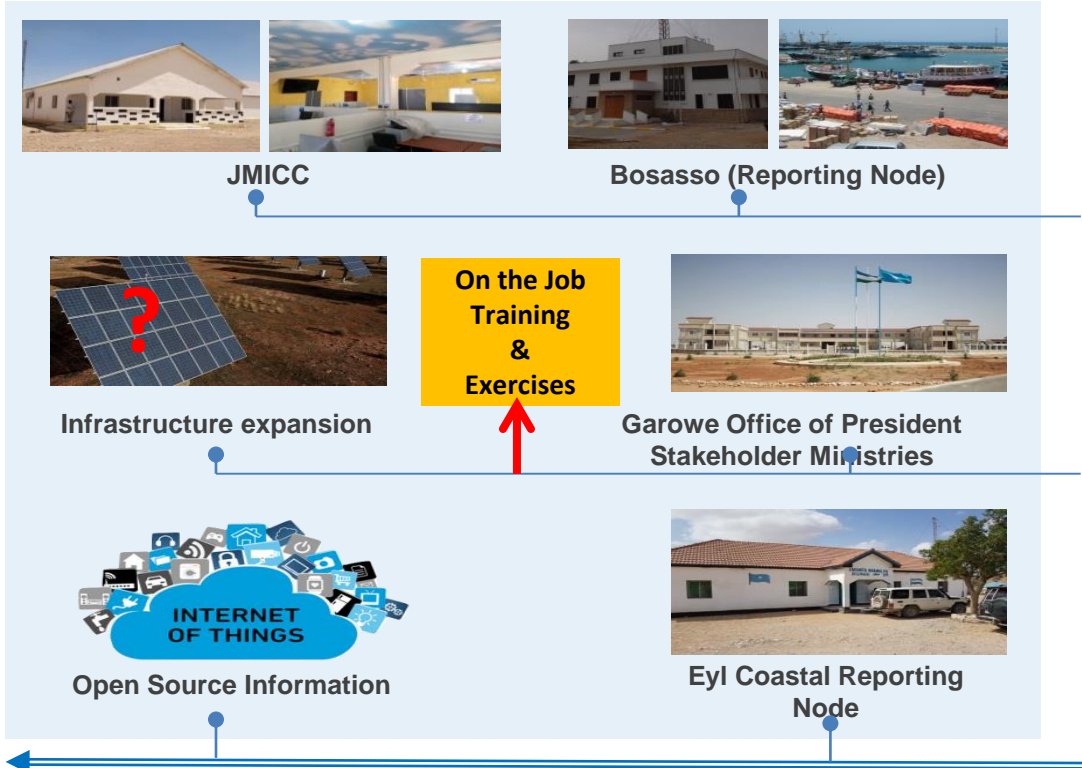 JMICC
Bosasso (Reporting Node)
?
On the Job
Training
&
Exercises
Infrastructure expansion
Garowe Office of President
Stakeholder Ministries
INTERNET
OF THINGS
Open Source Information
Eyl Coastal Reporting
Node